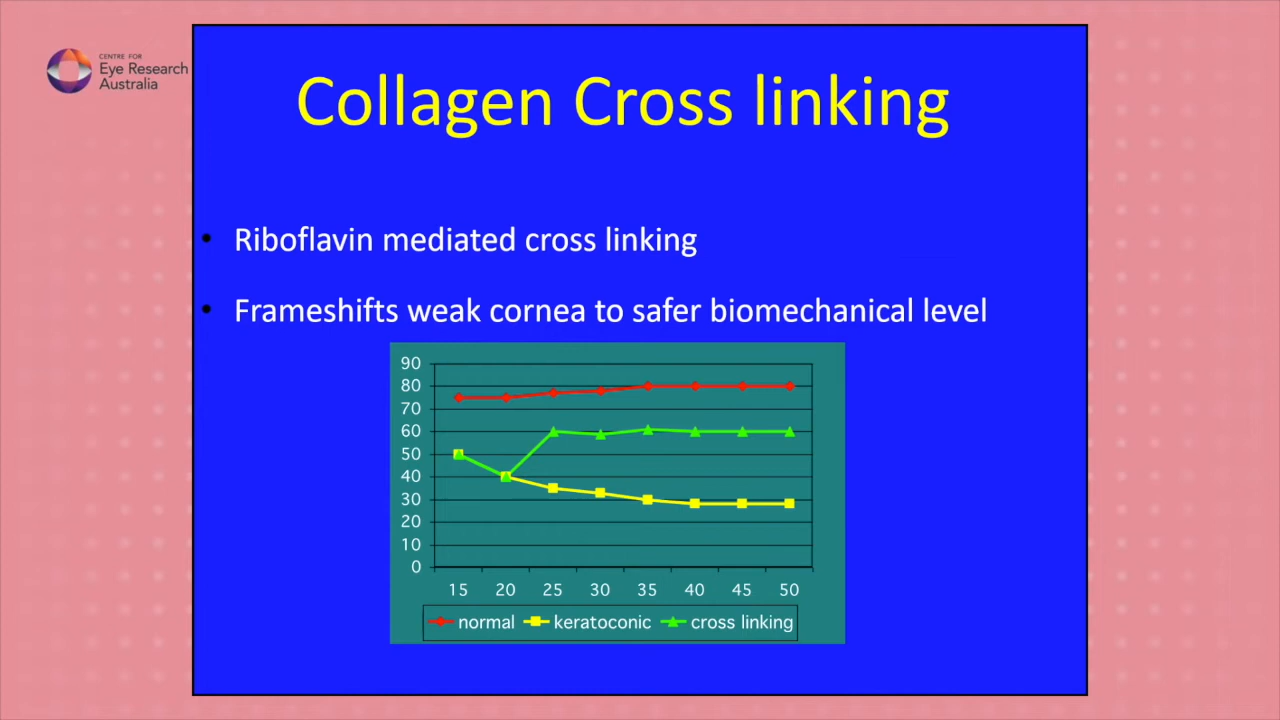 CENTRE FOR
Eye Research
Australia
Collagen Cross linking
• Riboflavin mediated cross linking
• Frameshifts weak cornea to safer biomechanical level
90
80
70
60
50
40
30
20
10
0
15 20 25 30 35 40 45 50
normal keratoconic cross linking